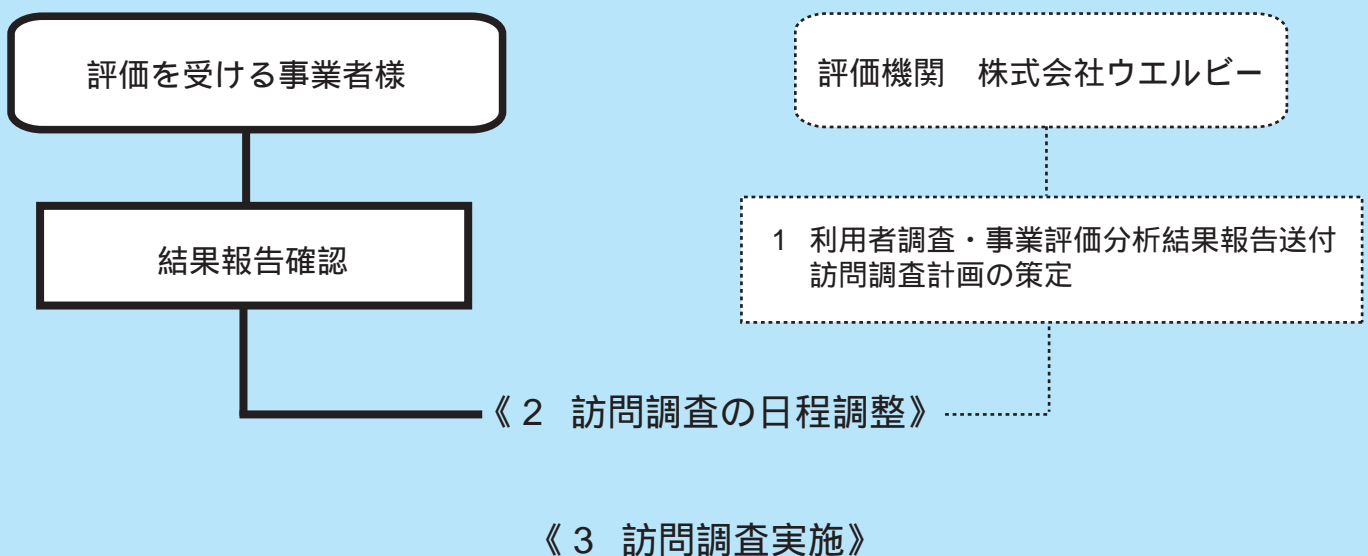 評価を受ける事業者様
評価機関　株式会社ウエルビー
結果報告確認
1 利用者調査・事業評価分析結果報告送付
訪問調査計画の策定
《2 訪問調査の日程調整》
《3 訪問調査実施》